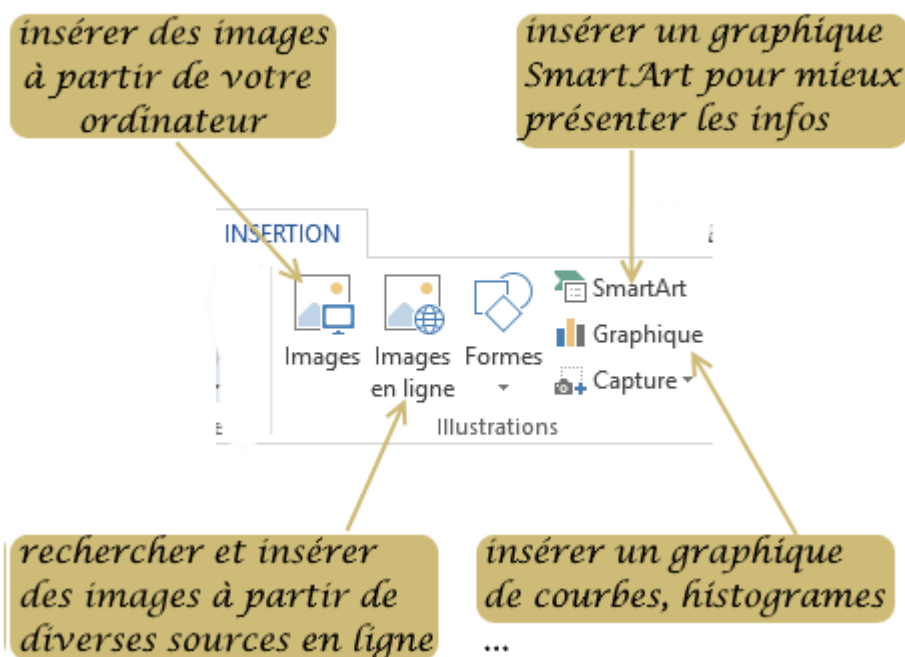 insérer des images
à partir de votre
ordinateur
insérer un graphique
SmartArt pour mieux
présenter les infos
INSERTION
SmartArt
Graphique
Capture
Images
Images
en ligne
Formes
Illustrations
rechercher et insérer
des images à partir de
diverses sources en ligne
insérer un graphique
de courbes, histogrames
...